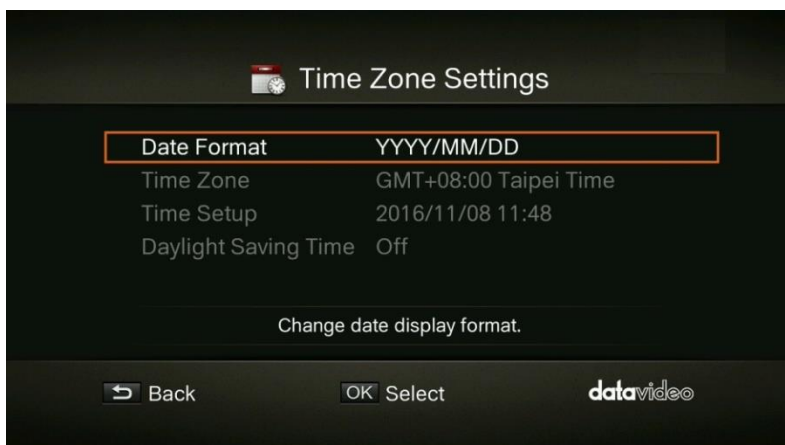 Time Zone Settings
Date Format YYYY/MM/DD
Time Zone GMT+08:00 Taipei Time
Time Setup 2016/11/08 11:48
Daylight Saving Time Off
Change date display format.
Back OK Select datavideo